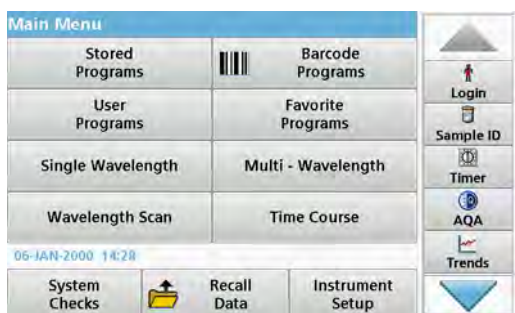 Main Menu
Stored
Programs
Barcode
Programs
User
Programs
Favorite
Programs
Single Wavelength
Multi - Wavelength
Wavelength Scan
Time Course
06-JAN-2000 14:28
System
Checks
Recall
Data
Instrument
Setup
Login
Sample ID
Timer
AQA
Trends